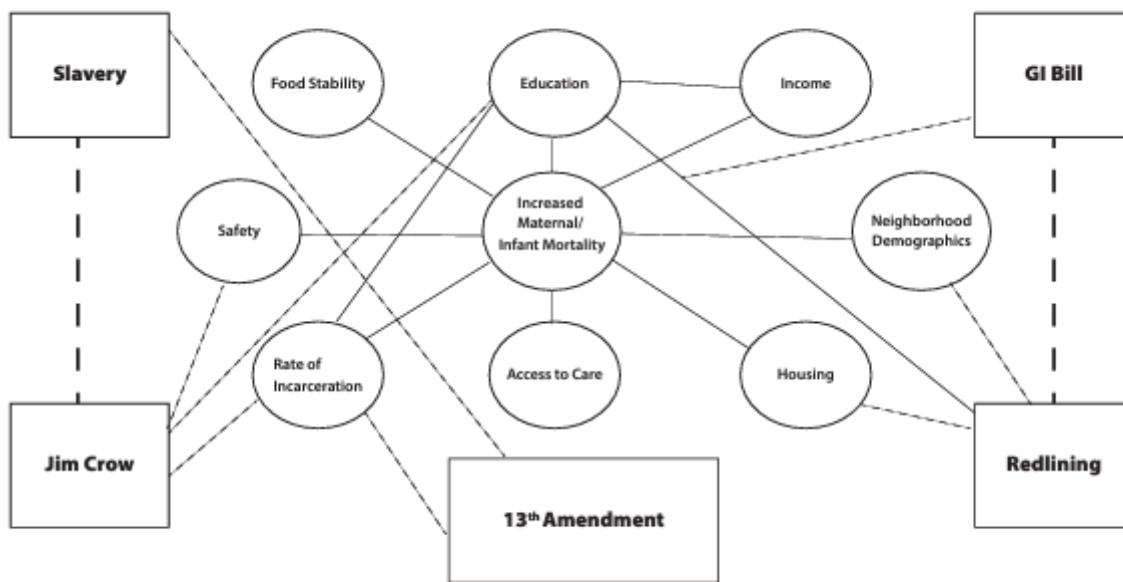 Slavery
Food Stability
Education
Income
GI Bill
Safety
Increased
Maternal/
Infant Mortality
Neighborhood
Demographics
Rate of
Incarceration
Access to Care
Housing
Jim Crow
13th Amendment
Redlining